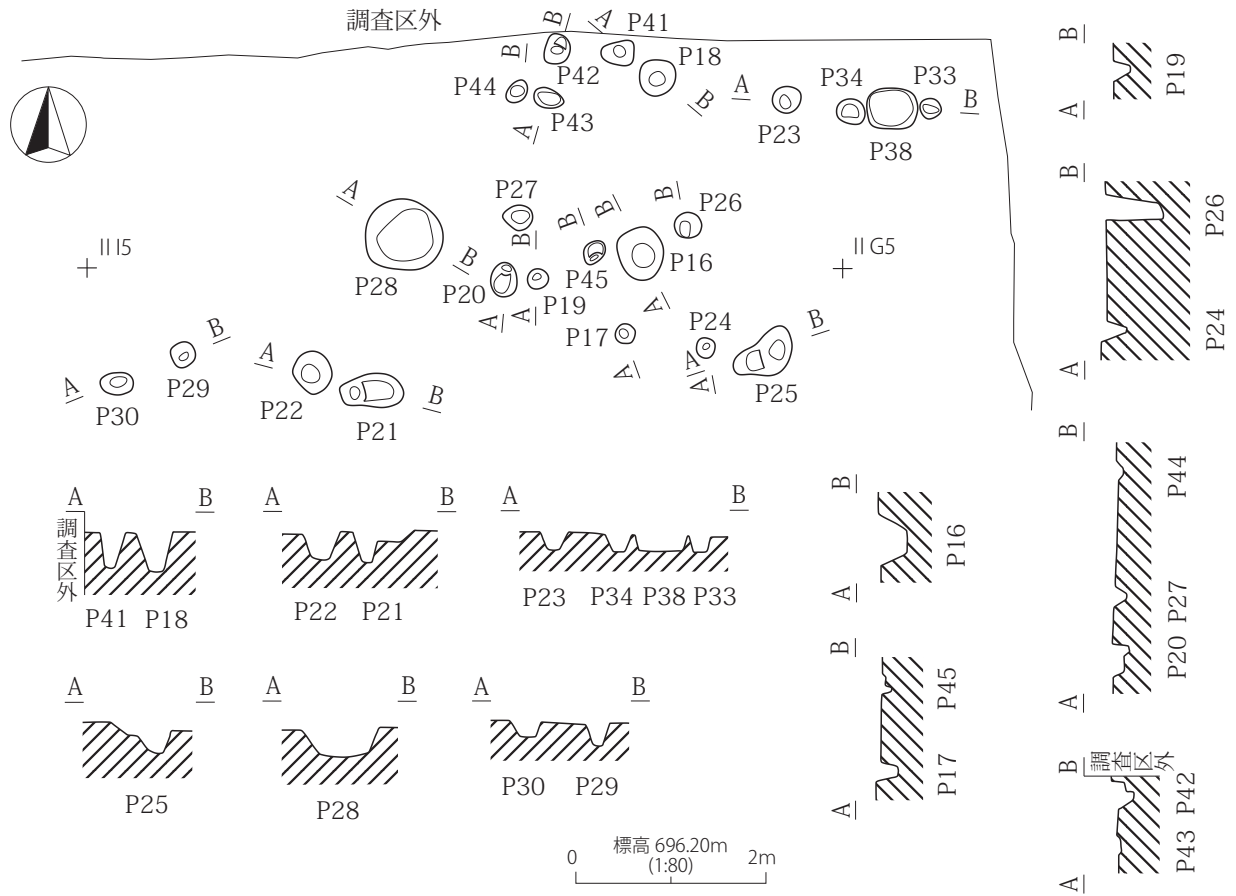 調査区外
B
A
P41
B
P42
P18
P44
P43
A
B
A
P23
P34
P33
B
P38
A
P27
B
B
B
B
P26
P28
B
P20
A
A
P19
P45
P16
A
II I5
II G5
P17
A
P24
A
A
B
P25
A
P30
P29
B
A
P22
P21
B
A
B
調査区外
P41 P18
A
B
P22 P21
A
B
P23 P34 P38 P33
A
B
P25
A
B
P28
A
B
P30 P29
B
A
P16
B
A
P45
P17
B
A
P19
B
A
P26
P24
B
A
P44
P27
P20
B
調査区外
A
P42
P43
標高 696.20m
(1:80)
0 2m